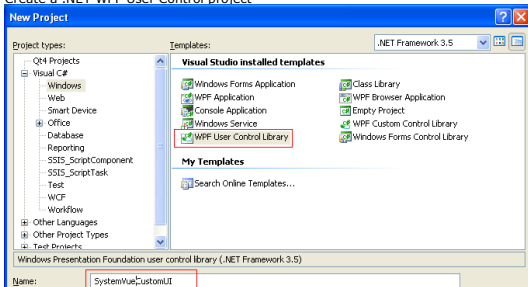 Create a .NET WPF User Control project
New Project
Project types:
Templates:
.NET Framework 3.5
Qt4 Projects
Visual C#
Windows
Web
Smart Device
Office
Database
Reporting
SSIS_ScriptComponent
SSIS_ScriptTask
Test
WCF
Workflow
Other Languages
Other Project Types
Test Projects
Visual Studio installed templates
Windows Forms Application
WPF Application
Console Application
Windows Service
WPF User Control Library
Class Library
WPF Browser Application
Empty Project
WPF Custom Control Library
Windows Forms Control Library
My Templates
Search Online Templates...
Windows Presentation Foundation user control library (.NET Framework 3.5)
Name:
SystemVueCustomUI